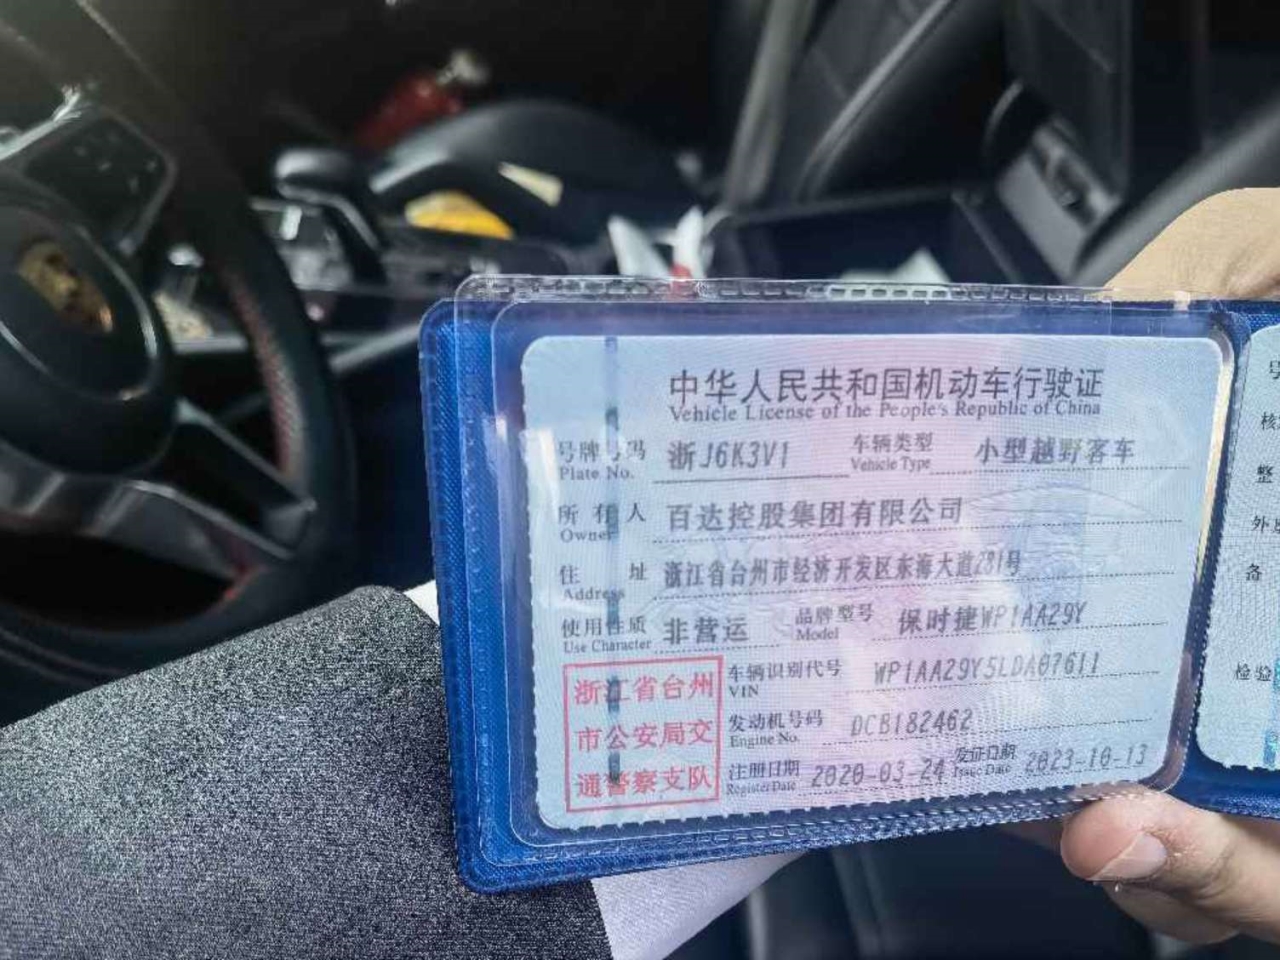 中华人民共和国机动车行驶证
Vehicle License of the People's Republic of China
号牌号码 浙J6K3V1 车辆类型 小型越野客车
Plate No. Vehicle Type
所有人 百达控股集团有限公司
Owner
住址 浙江省台州市经济开发区东海大道281号
Address
使用性质 非营运 品牌型号 保时捷WP1AA29Y
Use Character Model
浙江省台州
市公安局交
通警察支队
车辆识别代号 WP1AA29Y5LDA07611
VIN
发动机号码 DCB182462
Engine No.
注册日期 2020-03-24 发证日期 2023-10-13
Register Date Issue Date
号
核
整
外
备
检验